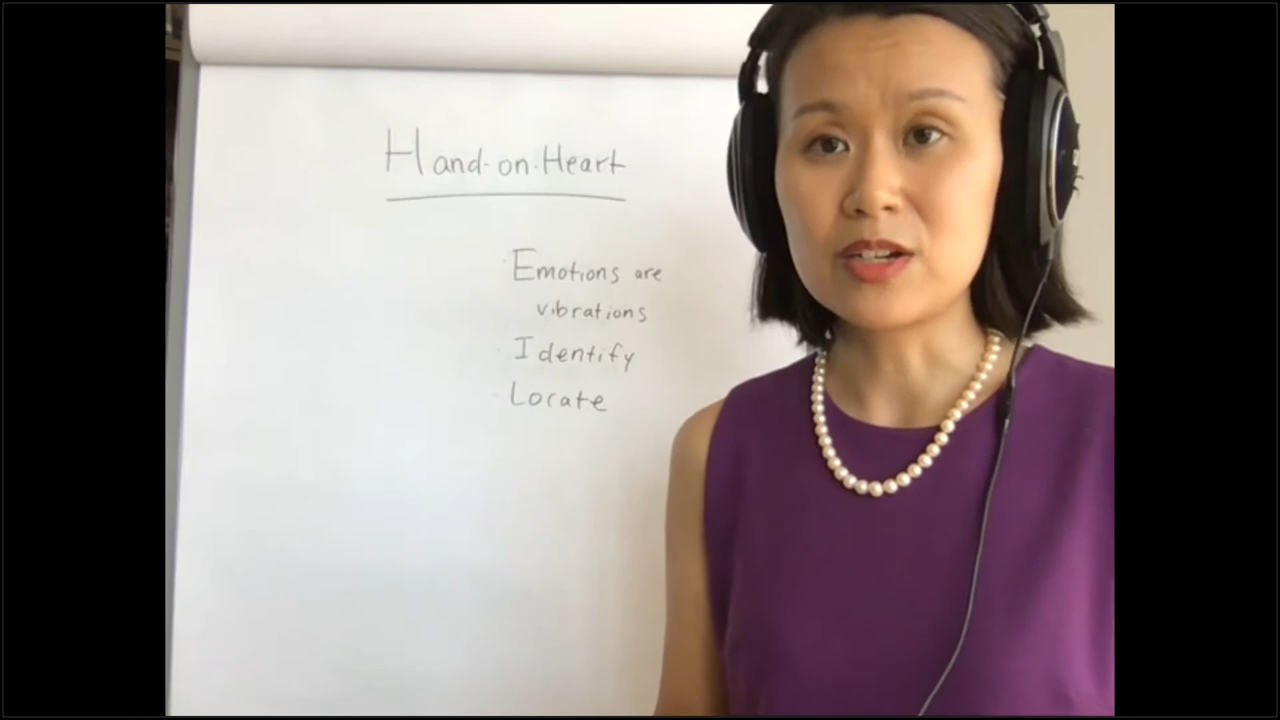 Hand-on-Heart
Emotions are
vibrations
Identify
Locate